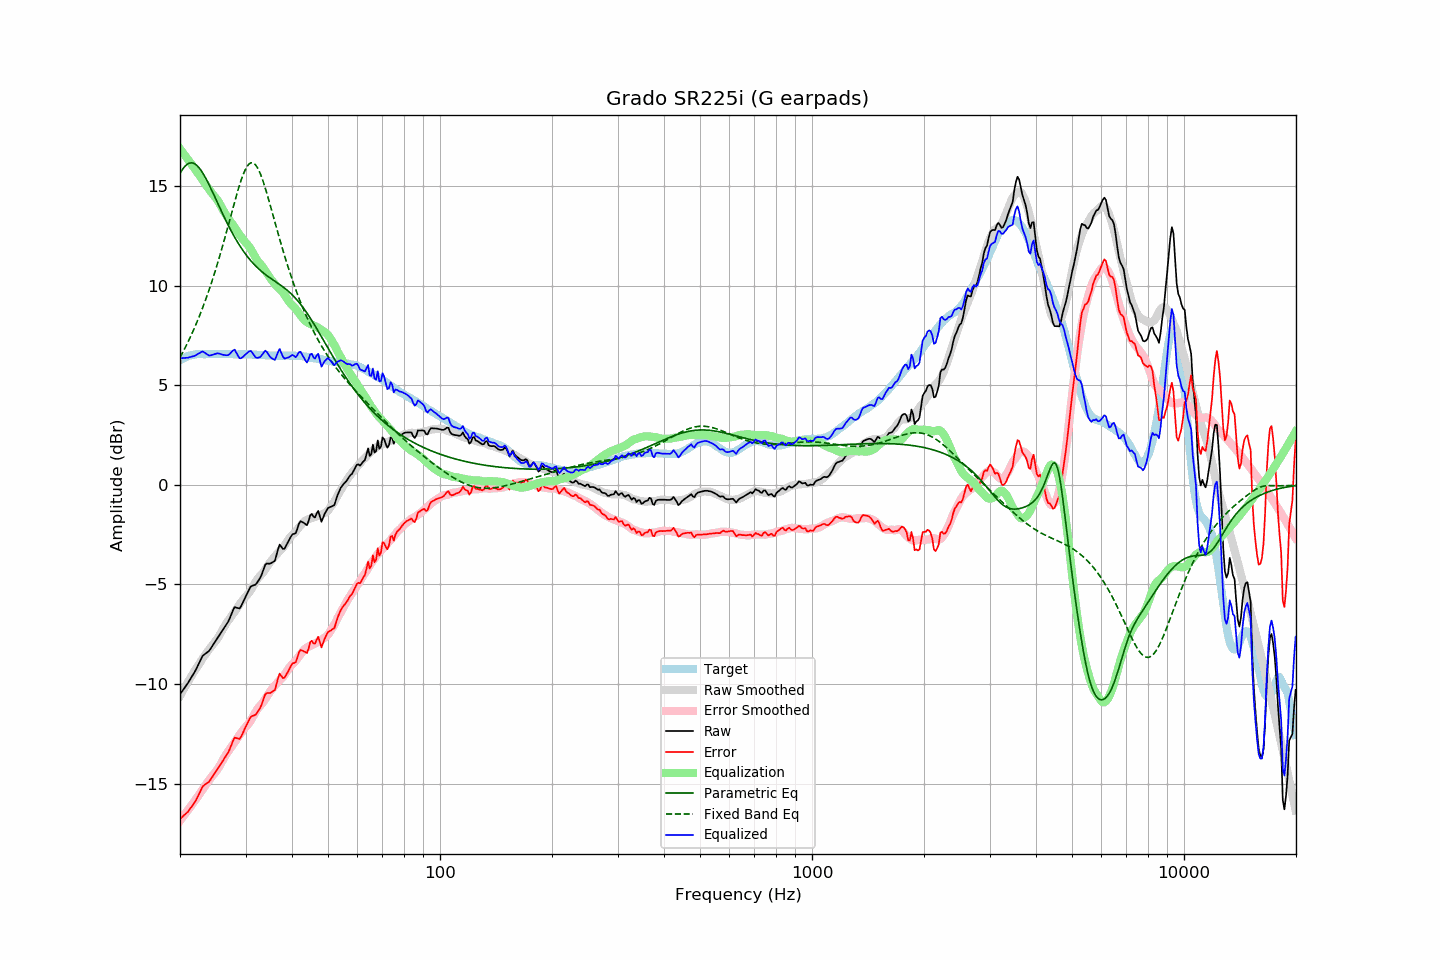 Grado SR225i (G earpads)
Amplitude (dBr)
15
10
5
0
−5
−10
−15
Target
Raw Smoothed
Error Smoothed
Raw
Error
Equalization
Parametric Eq
Fixed Band Eq
Equalized
100
1000
10000
Frequency (Hz)